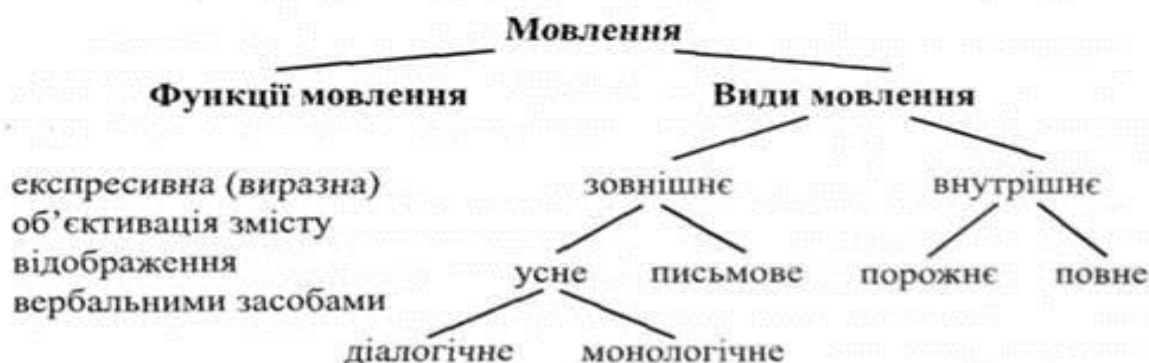 Мовлення
Функції мовлення Види мовлення
експресивна (виразна) зовнішнє внутрішнє
об’єктивація змісту
відображення усне письмове порожнє повне
вербальними засобами
діалогічне монологічне